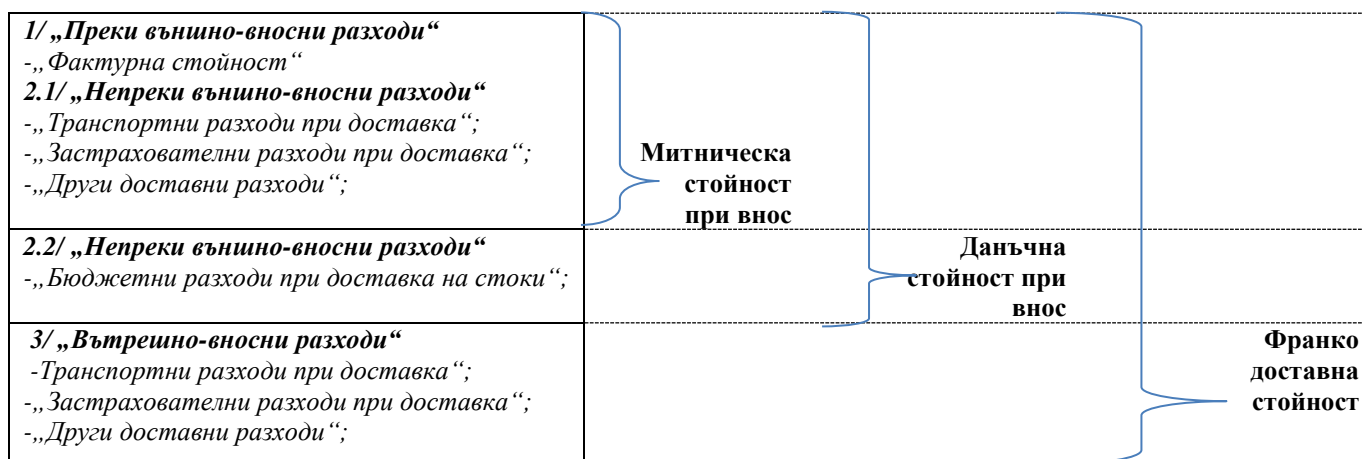 1/ „Преки външно-вносни разходи“
-„Фактурна стойност“
2.1/ „Непреки външно-вносни разходи“
-„Транспортни разходи при доставка“;
-„Застрахователни разходи при доставка“;
-„Други доставни разходи“;
Митническа
стойност
при внос
2.2/ „Непреки външно-вносни разходи“
-„Бюджетни разходи при доставка на стоки“;
Данъчна
стойност при
внос
3/ „Вътрешно-вносни разходи“
-Транспортни разходи при доставка“;
-„Застрахователни разходи при доставка“;
-„Други доставни разходи“;
Франко
доставна
стойност